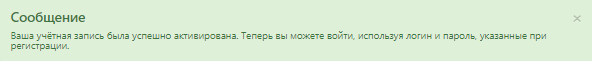 Сообщение
Ваша учётная запись была успешно активирована. Теперь вы можете войти, используя логин и пароль, указанные при
регистрации.